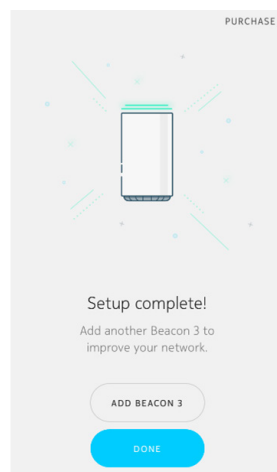 PURCHASE
Setup complete!
Add another Beacon 3 to
improve your network.
ADD BEACON 3
DONE